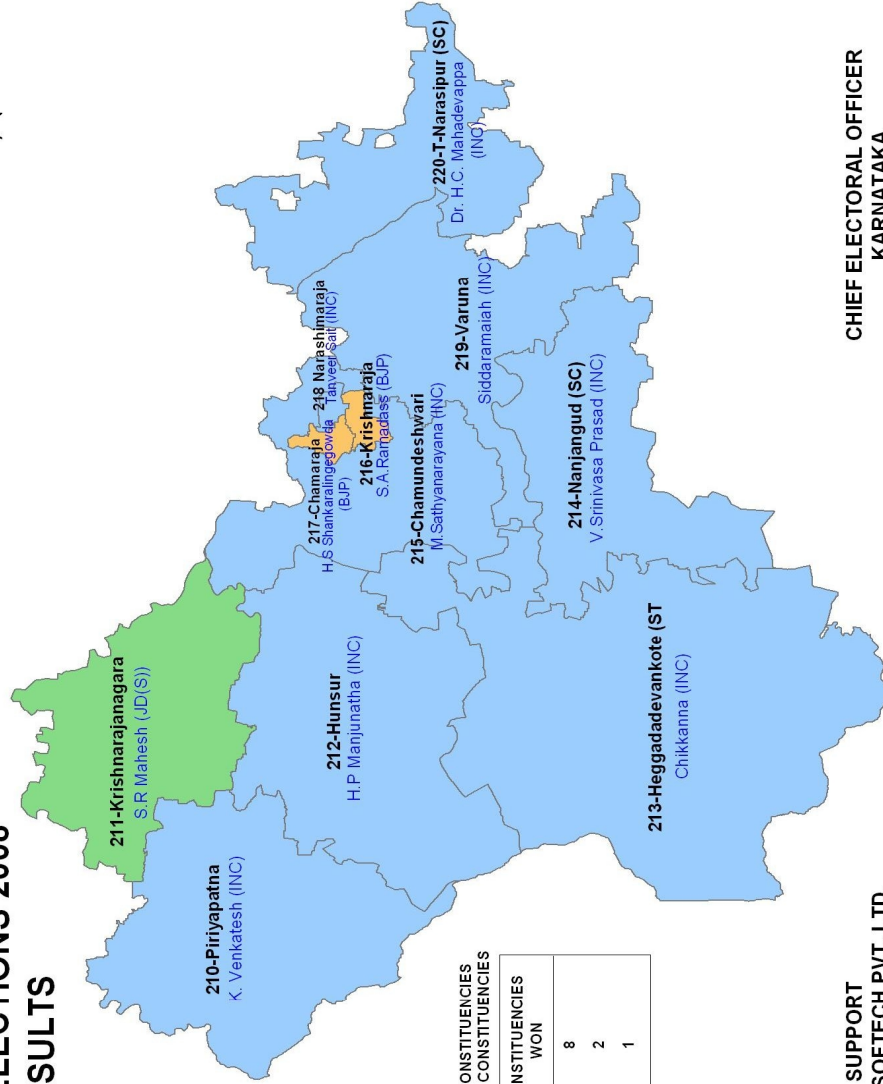 ELECTIONS 2008
SULTS
210-Piriyapatna
K. Venkatesh (INC)
211-Krishnarajanagara
S.R Mahesh (JD(S))
212-Hunsur
H.P Manjunatha (INC)
213-Heggadadevankote (ST
Chikkanna (INC)
217-Chamaraja
H.S Shankaralingegowda
(BJP)
218 Narashimaraja
Tanveer Sait (INC)
216-Krishnaraja
S.A.Ramadass (BJP)
215-Chamundeshwari
M.Sathyanarayana (INC)
214-Nanjangud (SC)
V.Srinivasa Prasad (INC)
219-Varuna
Siddaramaiah (INC)
220-T-Narasipur (SC)
Dr. H.C. Mahadevappa
(INC)
ONSTITUENCIES
CONSTITUENCIES
NSTITUENCIES
WON
8
2
1
SUPPORT
SOFTECH PVT. LTD
CHIEF ELECTORAL OFFICER
KARNATAKA